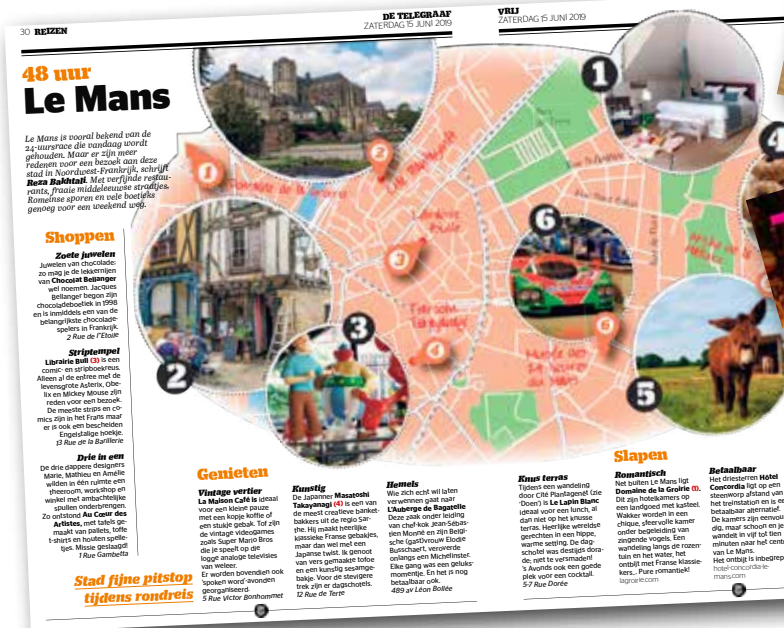 30 REIZEN
DE TELEGRAAF
ZATERDAG 15 JUNI 2019
VRIJ
ZATERDAG 15 JUNI 2019
48 uur
Le Mans
Le Mans is vooral bekend van de
24-uursrace die vandaag wordt
gehouden. Maar er zijn meer
redenen voor een bezoek aan deze
stad in Noordwest-Frankrijk, schrijft
Reza Bakhtali. Met verfijnde restau-
rants, fraaie middeleeuwse straatjes,
Romeinse sporen en vele boetieks
genoeg voor een weekend weg.
Shoppen
Zoete juwelen
Juwelen van chocolade:
zo mag je de lekkernijen
van Chocolat Bellanger
wel noemen. Jacques
Bellanger begon zijn
chocoladeboetiek in 1998
en is inmiddels een van de
belangrijkste chocolade-
spelers in Frankrijk.
2 Rue de l'Etoile
Striptempel
Librairie Bull (3) is een
comic- en stripboekreus.
Alleen al de entree met de
levensgrote Asterix, Obe-
lix en Mickey Mouse zijn
reden voor een bezoek.
De meeste strips en co-
mics zijn in het Frans maar
er is ook een bescheiden
Engelstalige hoekje.
13 Rue de la Barillerie
Drie in een
De drie dappere designers
Marie, Mathieu en Amélie
wilden in één ruimte een
theeroom, workshop en
winkel met ambachtelijke
spullen onderbrengen.
Zo ontstond Au Cœur des
Artistes, met tafels ge-
maakt van pallets, toffe
t-shirts en houten spelle-
tjes. Missie geslaagd!
1 Rue Gambetta
Stad fijne pitstop
tijdens rondreis
Genieten
Vintage vertier
La Maison Café is ideaal
voor een kleine pauze
met een kopje koffie of
een stukje gebak. Tof zijn
de vintage videogames
zoals Super Mario Bros
die je speelt op die
logge analoge televisies
van weleer.
Er worden bovendien ook
'spoken word'-avonden
georganiseerd.
5 Rue Victor Bonhommet
Kunstig
De Japanner Masatoshi
Takayanagi (4) is een van
de meest creatieve banket-
bakkers uit de regio Sar-
the. Hij maakt heerlijke
klassieke Franse gebakjes,
maar dan wel met een
Japanse twist. Ik genoot
van vers gemaakte tofoe
en een kunstig sesamge-
bakje. Voor de stevigere
trek zijn er dagschotels.
12 Rue de Terre
Hemels
Wie zich echt wil laten
verwennen gaat naar
L'Auberge de Bagatelle
Deze zaak onder leiding
van chef-kok Jean-Sébas-
tien Monné en zijn Belgi-
sche (gast)vrouw Elodie
Busschaert, veroverde
onlangs een Michelinster.
Elke gang was een geluks-
momentje. En het is nog
betaalbaar ook.
489 av Léon Bollée
Knus terras
Tijdens een wandeling
door Cité Plantagenêt (zie
'Doen') is Le Lapin Blanc
ideaal voor een lunch, al
dan niet op het knusse
terras. Heerlijke wereldse
gerechten in een hippe,
warme setting. De dag-
schotel was destijds dora-
de; niet te versmaden!
's Avonds ook een goede
plek voor een cocktail.
5-7 Rue Dorée
Slapen
Romantisch
Net buiten Le Mans ligt
Domaine de la Groirie (1).
Dit zijn hotelkamers op
een landgoed met kasteel.
Wakker worden in een
chique, sfeervolle kamer
onder begeleiding van
zingende vogels. Een
wandeling langs de rozen-
tuin en het water, het
ontbijt met Franse klassie-
kers... Pure romantiek!
lagroirie.com
Betaalbaar
Het driesterren Hôtel
Concordia ligt op een
steenworp afstand van
het treinstation en is een
betaalbaar alternatief.
De kamers zijn eenvou-
dig, maar schoon en je
wandelt in vijf tot tien
minuten naar het centr
van Le Mans.
Het ontbijt is inbegrep
hotel-concordia-le-
mans.com
1
2
3
4
6
1
2
3
4
5
6